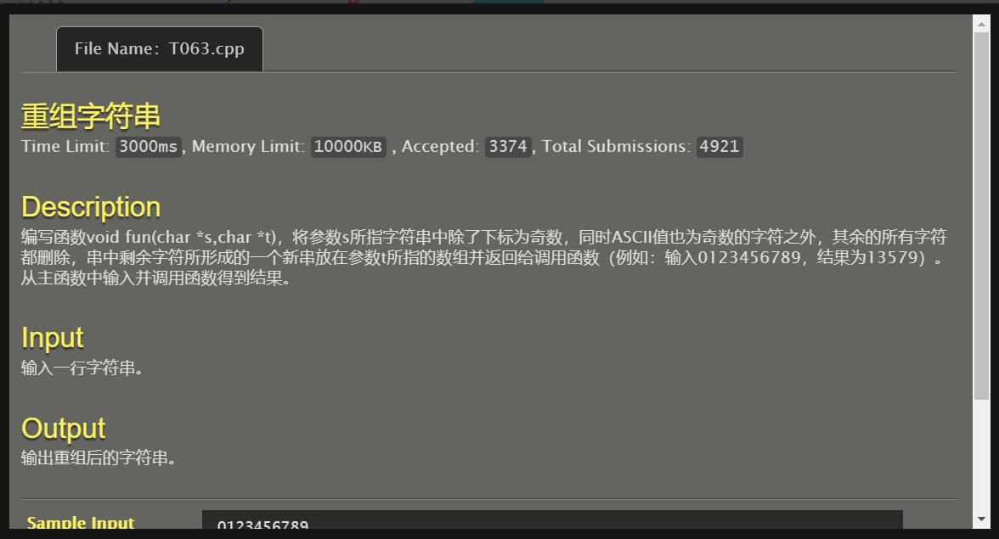 File Name：T063.cpp
重组字符串
Time Limit: 3000ms, Memory Limit: 10000KB , Accepted: 3374, Total Submissions: 4921
Description
编写函数void fun(char *s,char *t)，将参数s所指字符串中除了下标为奇数，同时ASCII值也为奇数的字符之外，其余的所有字符
都删除，串中剩余字符所形成的一个新串放在参数t所指的数组并返回给调用函数（例如：输入0123456789，结果为13579）。
从主函数中输入并调用函数得到结果。
Input
输入一行字符串。
Output
输出重组后的字符串。
Sample Input 0123456789